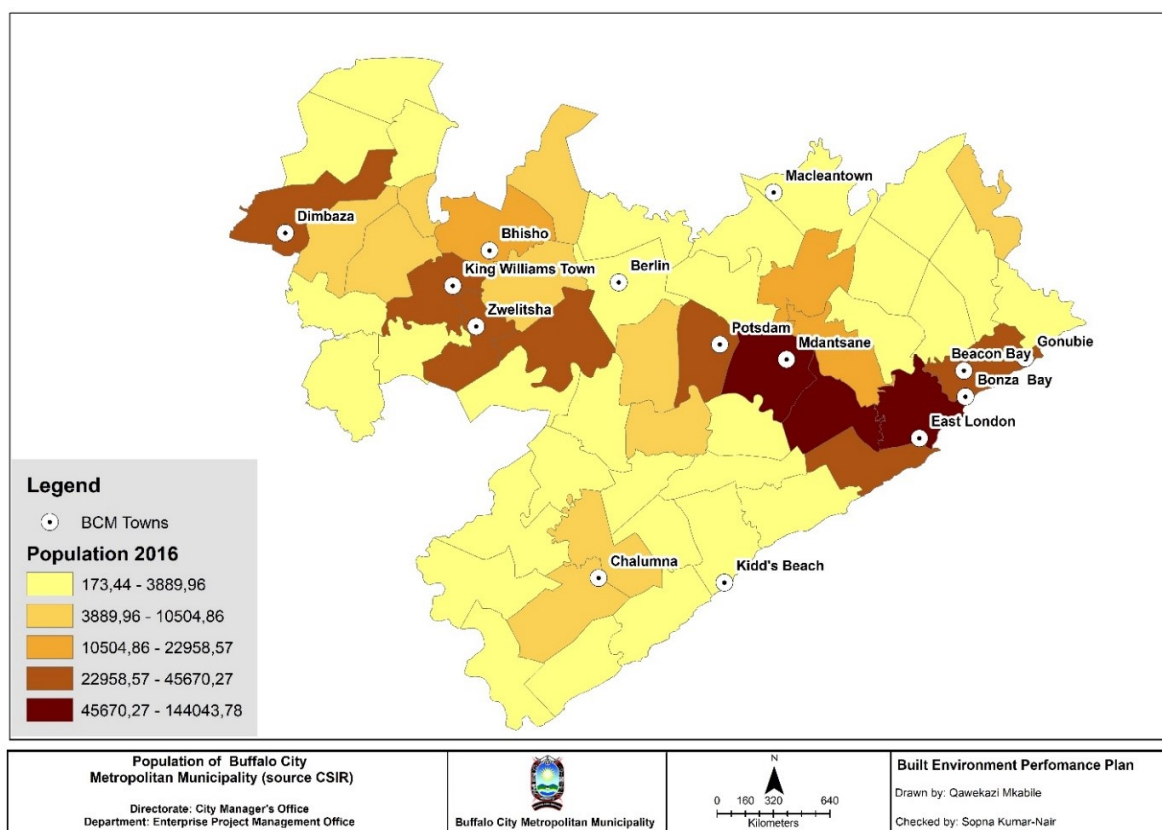 Macleantown
Dimbaza
Bhisho
King Williams Town
Berlin
Zwelitsha
Potsdam
Mdantsane
Gonubie
Beacon Bay
Bonza Bay
East London
Chalumna
Kidd's Beach
Legend
BCM Towns
Population 2016
173,44 - 3889,96
3889,96 - 10504,86
10504,86 - 22958,57
22958,57 - 45670,27
45670,27 - 144043,78
Population of Buffalo City
Metropolitan Municipality (source CSIR)
Directorate: City Manager's Office
Department: Enterprise Project Management Office
Buffalo City Metropolitan Municipality
N
0 160 320 640
Kilometers
Built Environment Perfomance Plan
Drawn by: Qawekazi Mkabile
Checked by: Sopna Kumar-Nair